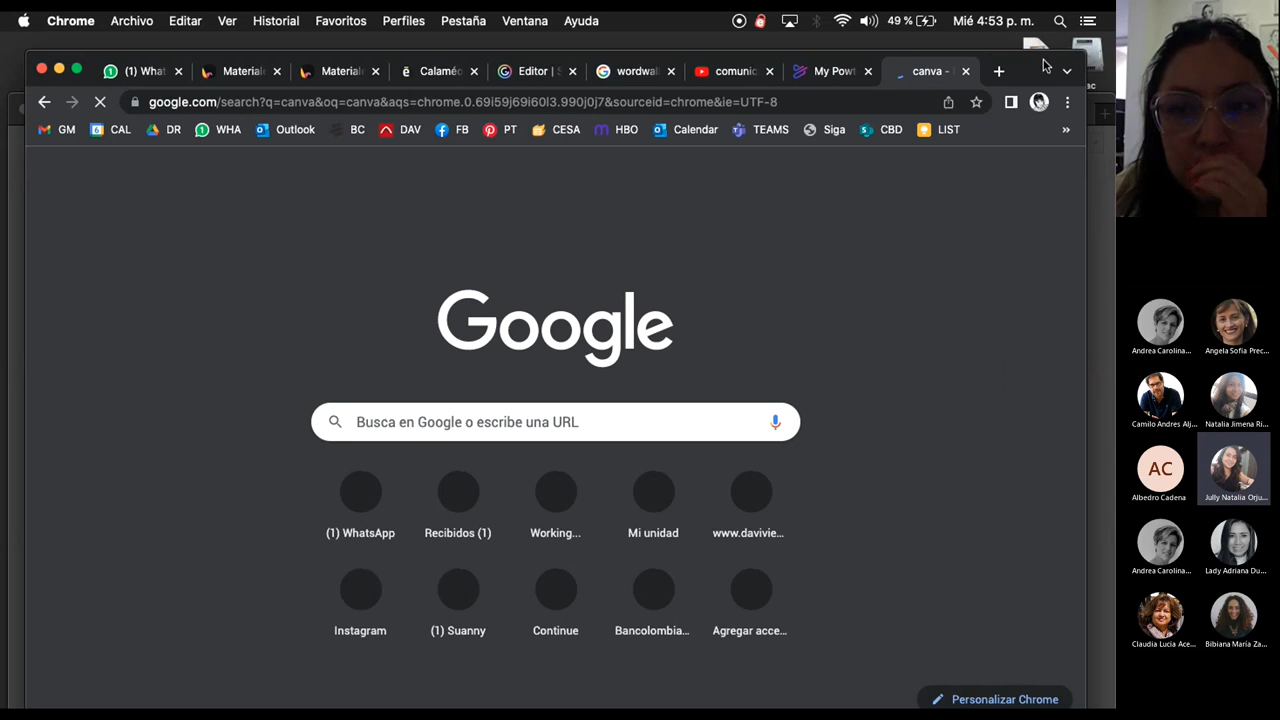 Chrome Archivo Editar Ver Historial Favoritos Perfiles Pestaña Ventana Ayuda 49 % Mié 4:53 p. m.
(1) What Material Material Calaméo Editor | S wordwall comunic My Powt canva -
google.com/search?q=canva&oq=canva&aqs=chrome.0.69i59j69i60l3.990j0j7&sourceid=chrome&ie=UTF-8
GM CAL DR WHA Outlook BC DAV FB PT CESA HBO Calendar TEAMS Siga CBD LIST »
Google
Busca en Google o escribe una URL
(1) WhatsApp Recibidos (1) Working... Mi unidad www.davivie...
Instagram (1) Suanny Continue Bancolombia... Agregar acce...
Personalizar Chrome
Andrea Carolina... Angela Sofia Prec...
Camilo Andres Alj... Natalia Jimena Ri...
AC
Albedro Cadena Jully Natalia Orju...
Andrea Carolina... Lady Adriana Du...
Claudia Lucia Ace... Bibiana María Za...